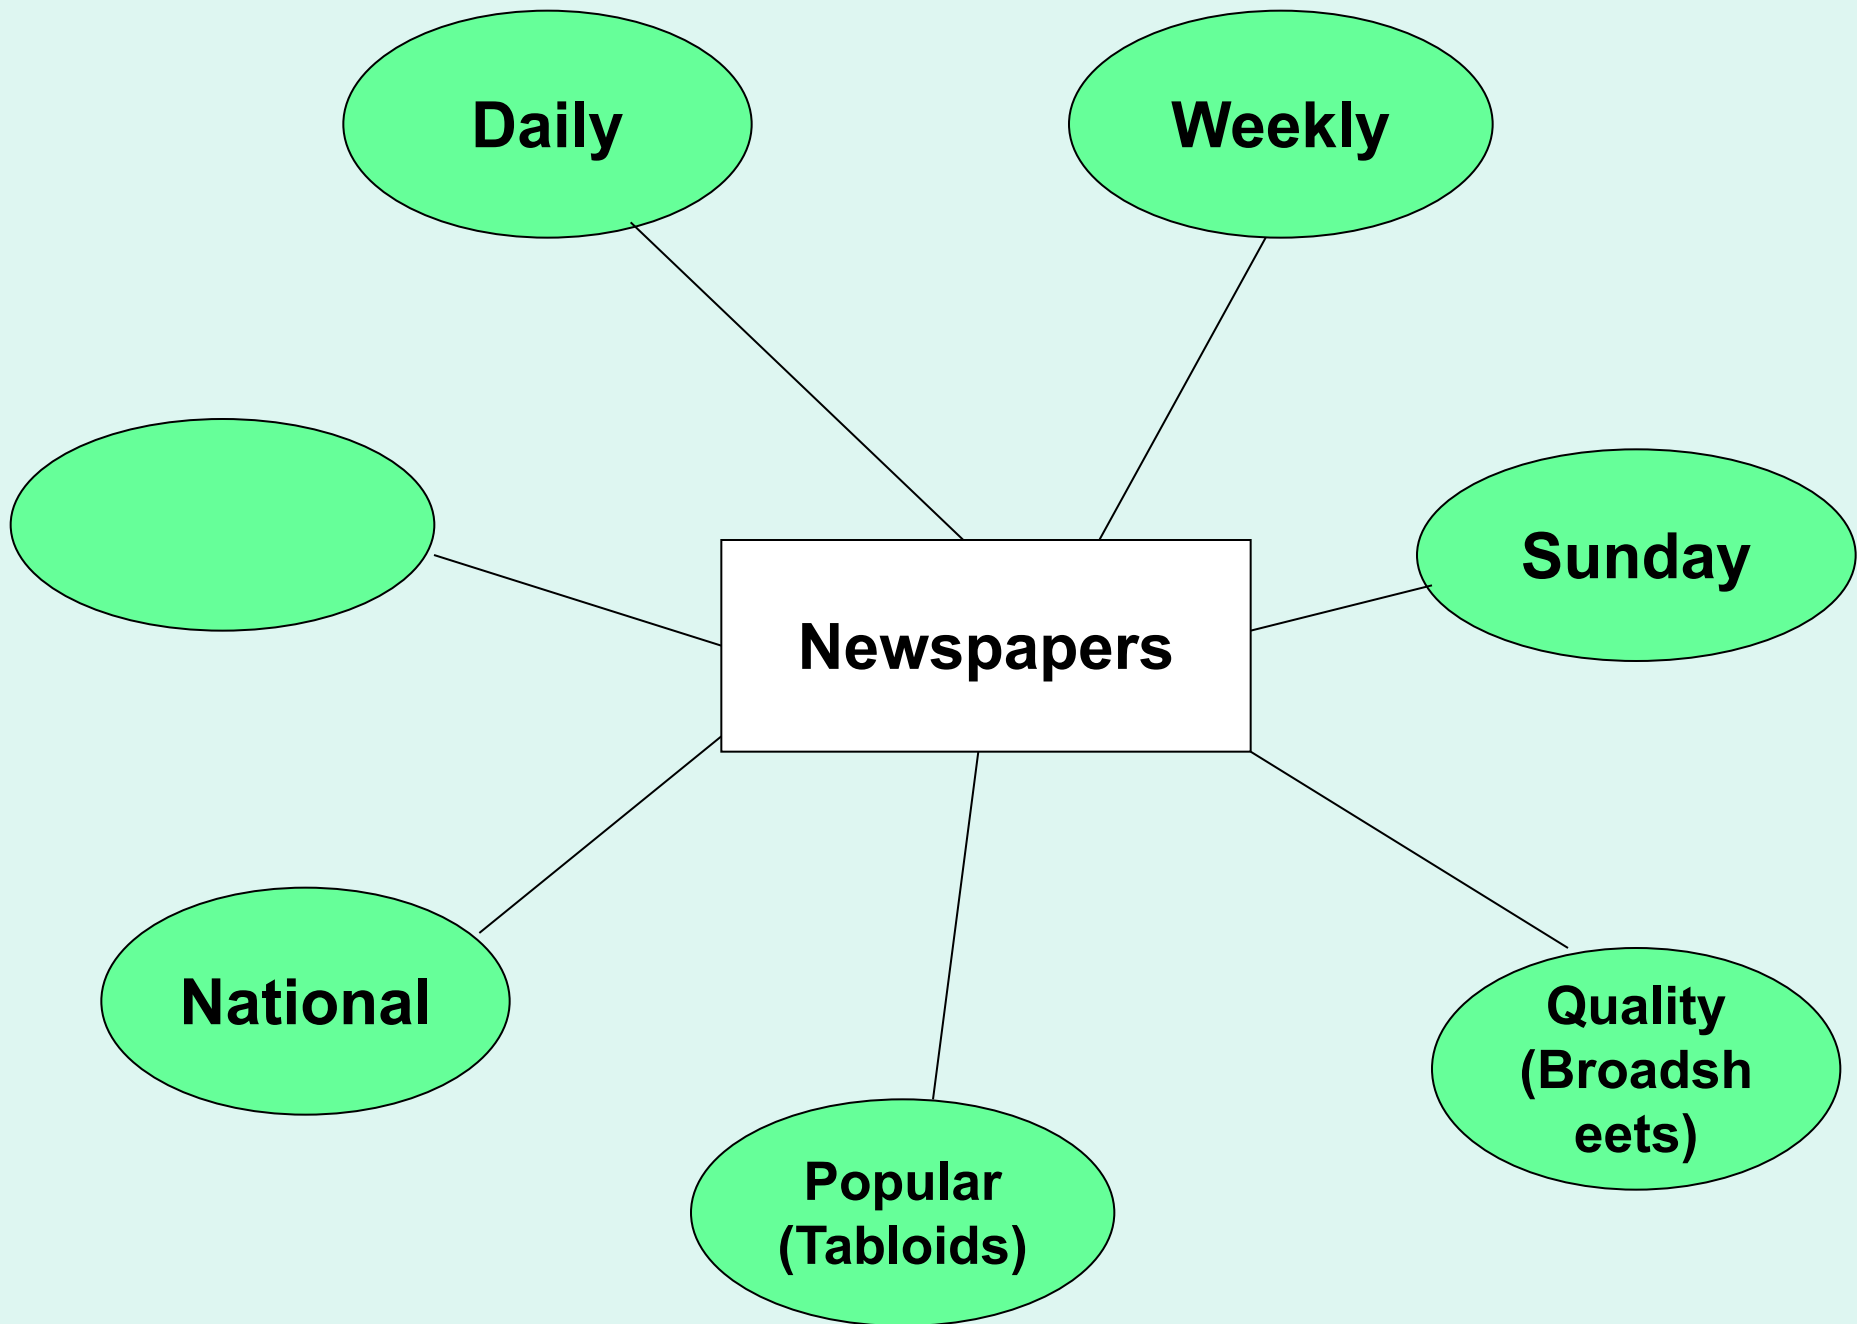 Daily
Weekly
Sunday
Newspapers
National
Quality
(Broadsh
eets)
Popular
(Tabloids)